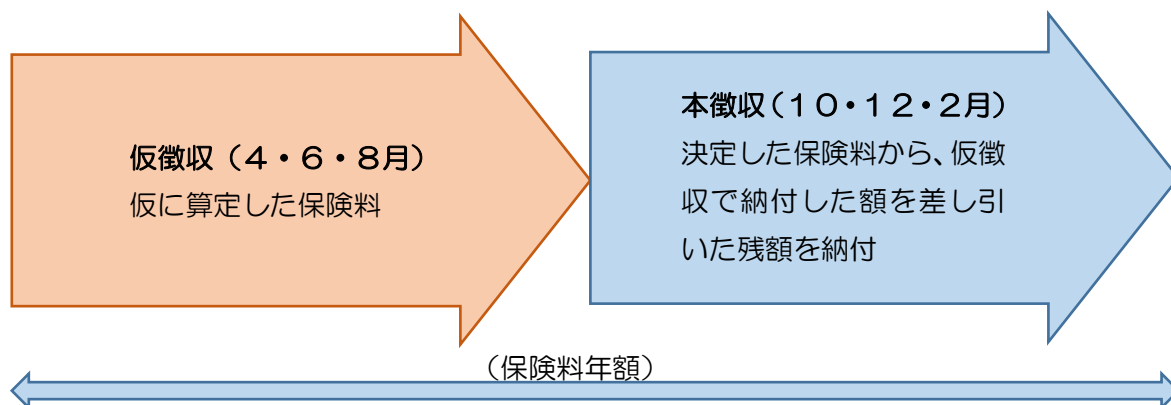 仮徴収（４・６・８月）
仮に算定した保険料
本徴収（１０・１２・２月）
決定した保険料から、仮徴
収で納付した額を差し引
いた残額を納付
（保険料年額）